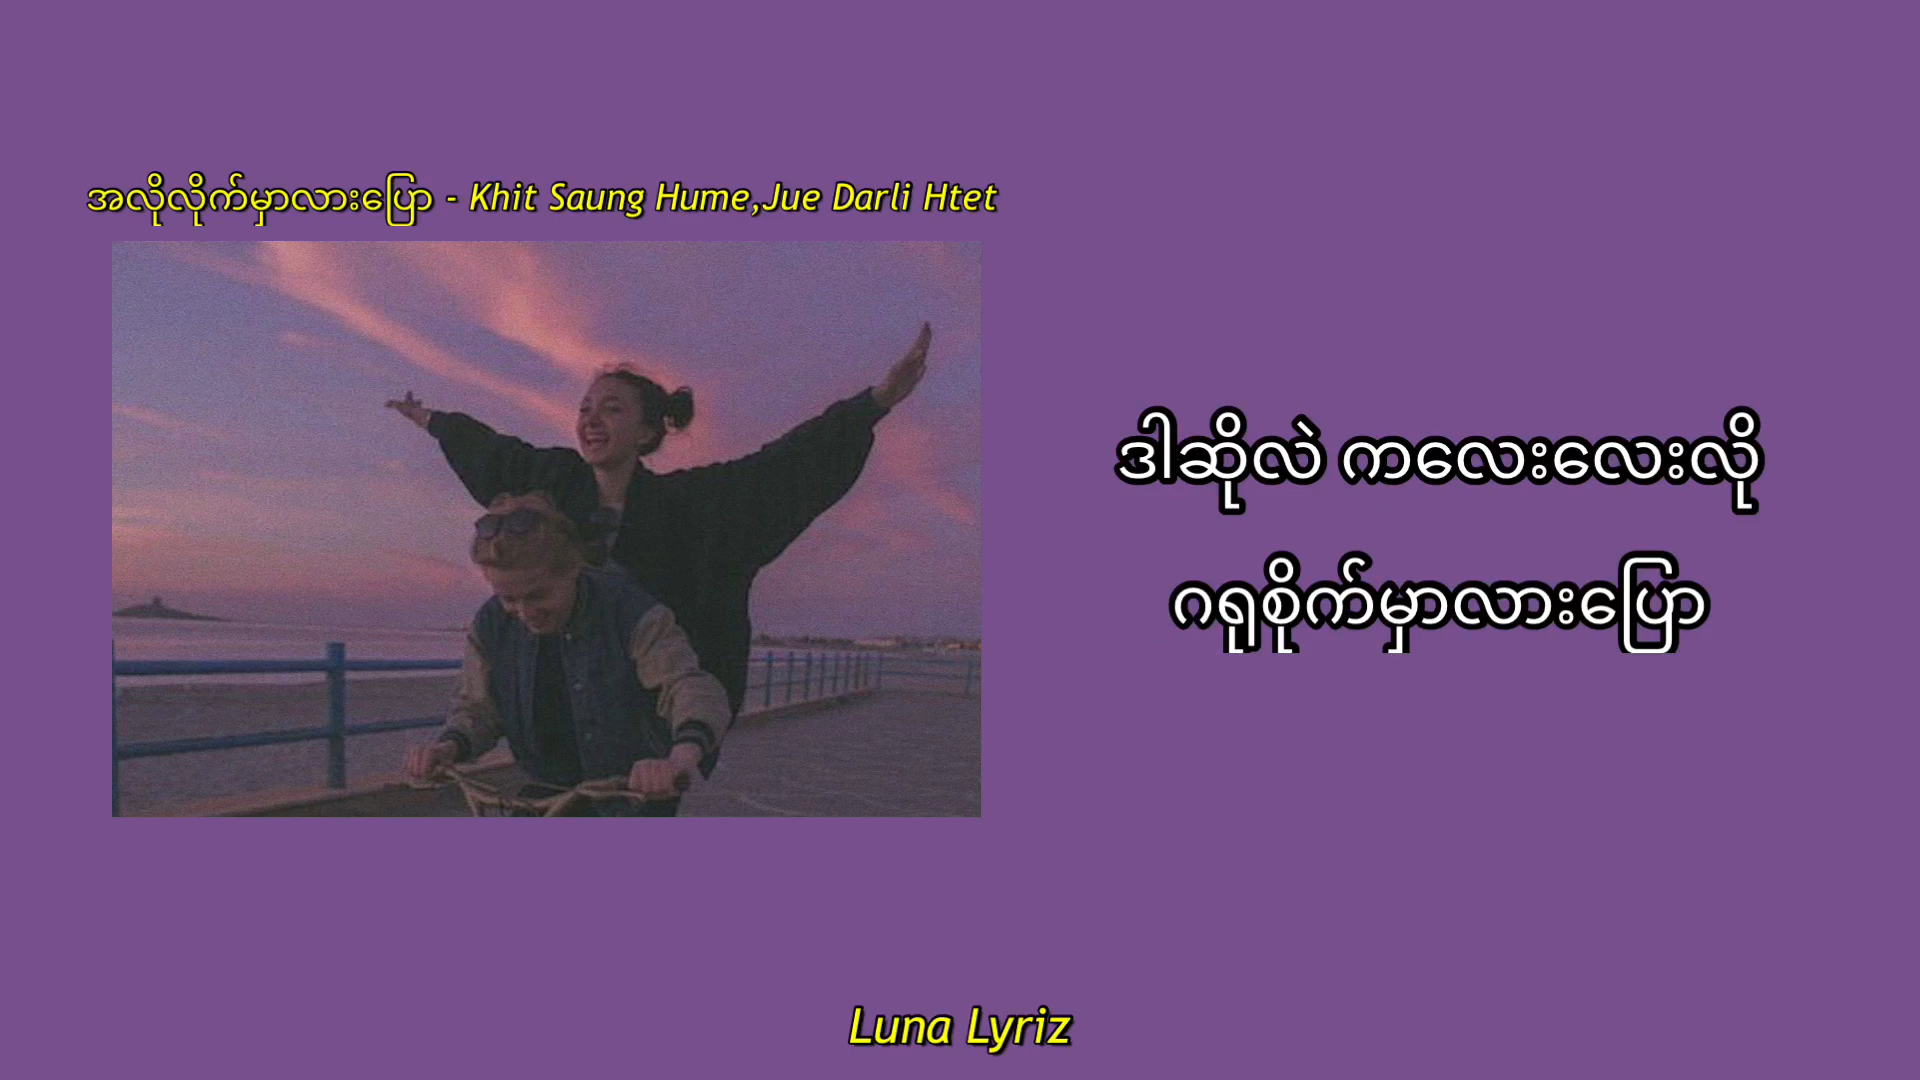 အလိုလိုက်မှာလားပြော - Khit Saung Hume,Jue Darli Htet
ဒါဆိုလဲ ကလေးလေးလို
ဂရုစိုက်မှာလားပြော
Luna Lyriz